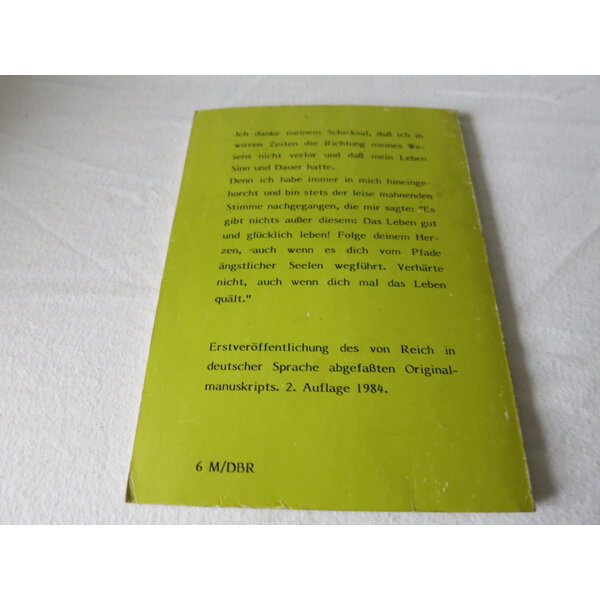 Ich danke meinem Schicksal, daß ich in
wirren Zeiten die Richtung meines We-
sens nicht verlor und daß mein Leben
Sinn und Dauer hatte.
Denn ich habe immer in mich hineinge-
horcht und bin stets der leise mahnenden
Stimme nachgegangen, die mir sagte: "Es
gibt nichts außer diesem: Das Leben gut
und glücklich leben! Folge deinem Her-
zen, auch wenn es dich vom Pfade
ängstlicher Seelen wegführt. Verhärte
nicht, auch wenn dich mal das Leben
quält."
Erstveröffentlichung des von Reich in
deutscher Sprache abgefaßten Original-
manuskripts. 2. Auflage 1984.
6 M/DBR